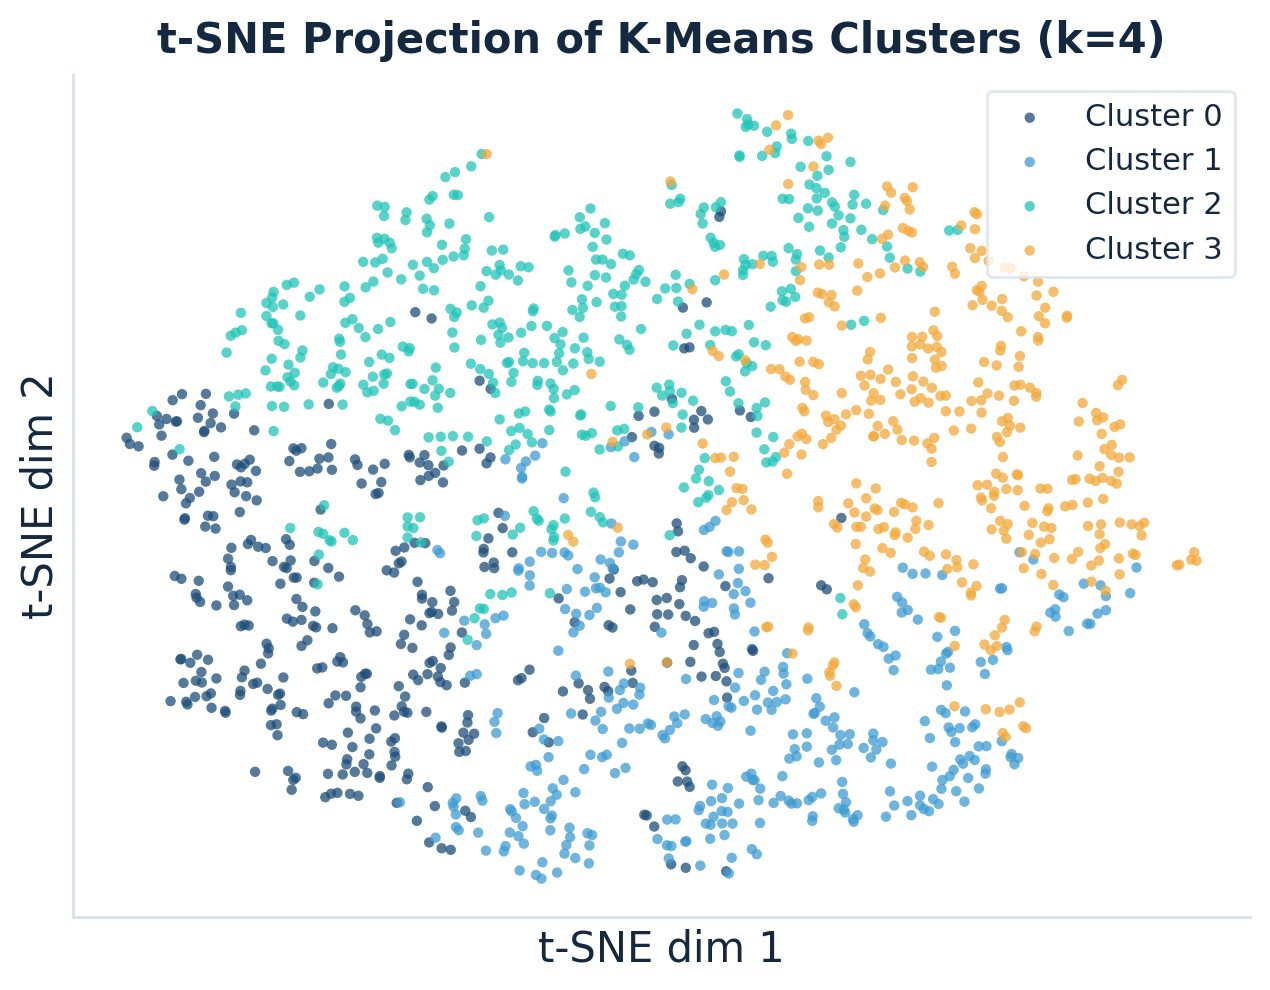 t-SNE Projection of K-Means Clusters (k=4)
Cluster 0
Cluster 1
Cluster 2
Cluster 3
t-SNE dim 2
t-SNE dim 1